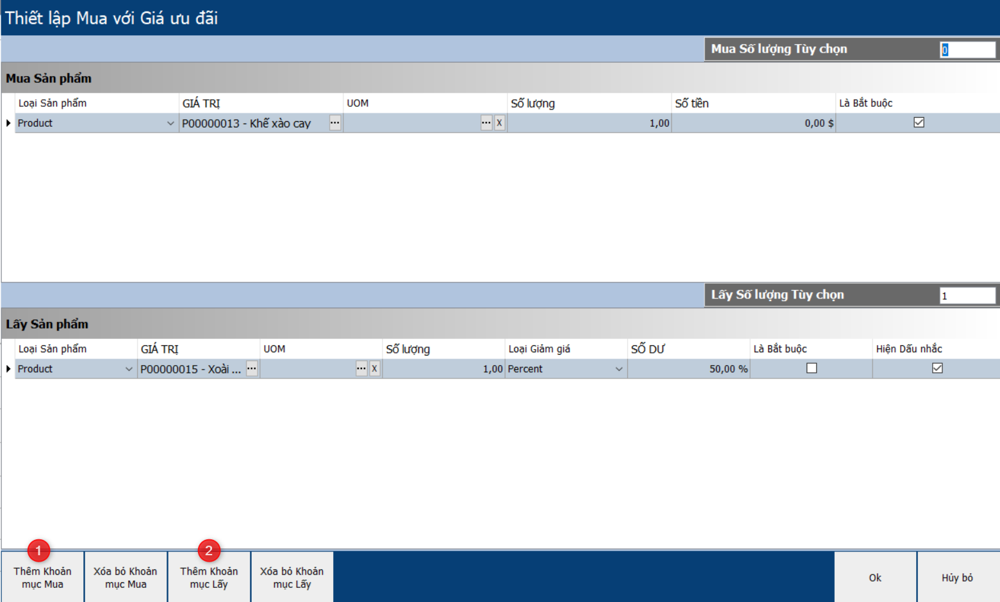 Thiết lập Mua với Giá ưu đãi
Mua Số lượng Tùy chọn 0
Mua Sản phẩm
Loại Sản phẩm GIÁ TRỊ UOM Số lượng Số tiền Là Bắt buộc
Product P00000013 - Khế xào cay ... ... X 1,00 0,00 $
Lấy Số lượng Tùy chọn 1
Lấy Sản phẩm
Loại Sản phẩm GIÁ TRỊ UOM Số lượng Loại Giảm giá SỐ DƯ Là Bắt buộc Hiện Dấu nhắc
Product P00000015 - Xoài ... ... ... X 1,00 Percent 50,00 %
1 2
Thêm Khoản mục Mua
Xóa bỏ Khoản mục Mua
Thêm Khoản mục Lấy
Xóa bỏ Khoản mục Lấy
Ok
Hủy bỏ